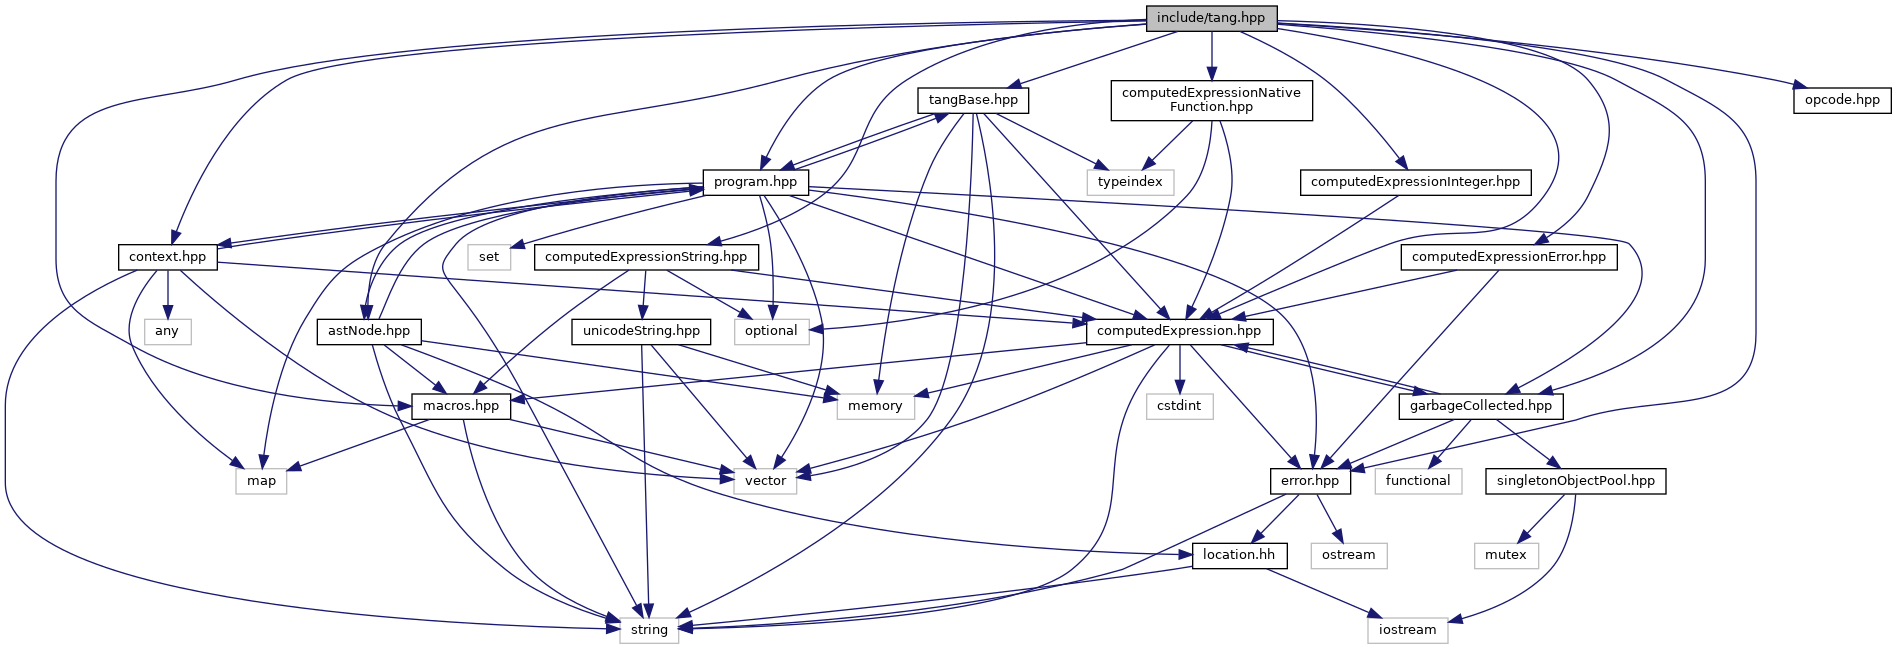 include/tang.hpp
tangBase.hpp
computedExpressionNative
Function.hpp
opcode.hpp
program.hpp
typeindex
computedExpressionInteger.hpp
context.hpp
set
computedExpressionString.hpp
computedExpressionError.hpp
any
astNode.hpp
unicodeString.hpp
optional
computedExpression.hpp
macros.hpp
memory
cstdint
garbageCollected.hpp
map
vector
error.hpp
functional
singletonObjectPool.hpp
location.hh
ostream
mutex
string
iostream